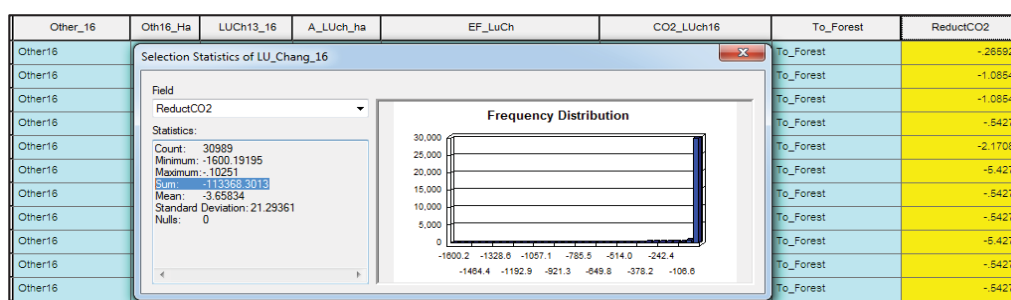 Other_16 Oth16_Ha LUCh13_16 A_LUch_ha EF_LuCh CO2_LUch16 To_Forest ReductCO2
Other16 To_Forest -.26592
Other16 To_Forest -1.0854
Other16 To_Forest -1.0854
Other16 To_Forest -.5427
Other16 To_Forest -2.1708
Other16 To_Forest -5.427
Other16 To_Forest -.5427
Other16 To_Forest -.5427
Other16 To_Forest -5.427
Other16 To_Forest -.5427
Other16 To_Forest -.5427
Selection Statistics of LU_Chang_16
Field
ReductCO2
Statistics:
Count: 30989
Minimum: -1600.19195
Maximum: -.10251
Sum: -113368.3013
Mean: -3.65834
Standard Deviation: 21.29361
Nulls: 0
Frequency Distribution
30,000
25,000
20,000
15,000
10,000
5,000
0
-1600.2 -1328.6 -1057.1 -785.5 -514.0 -242.4
-1464.4 -1192.9 -921.3 -649.8 -378.2 -106.6